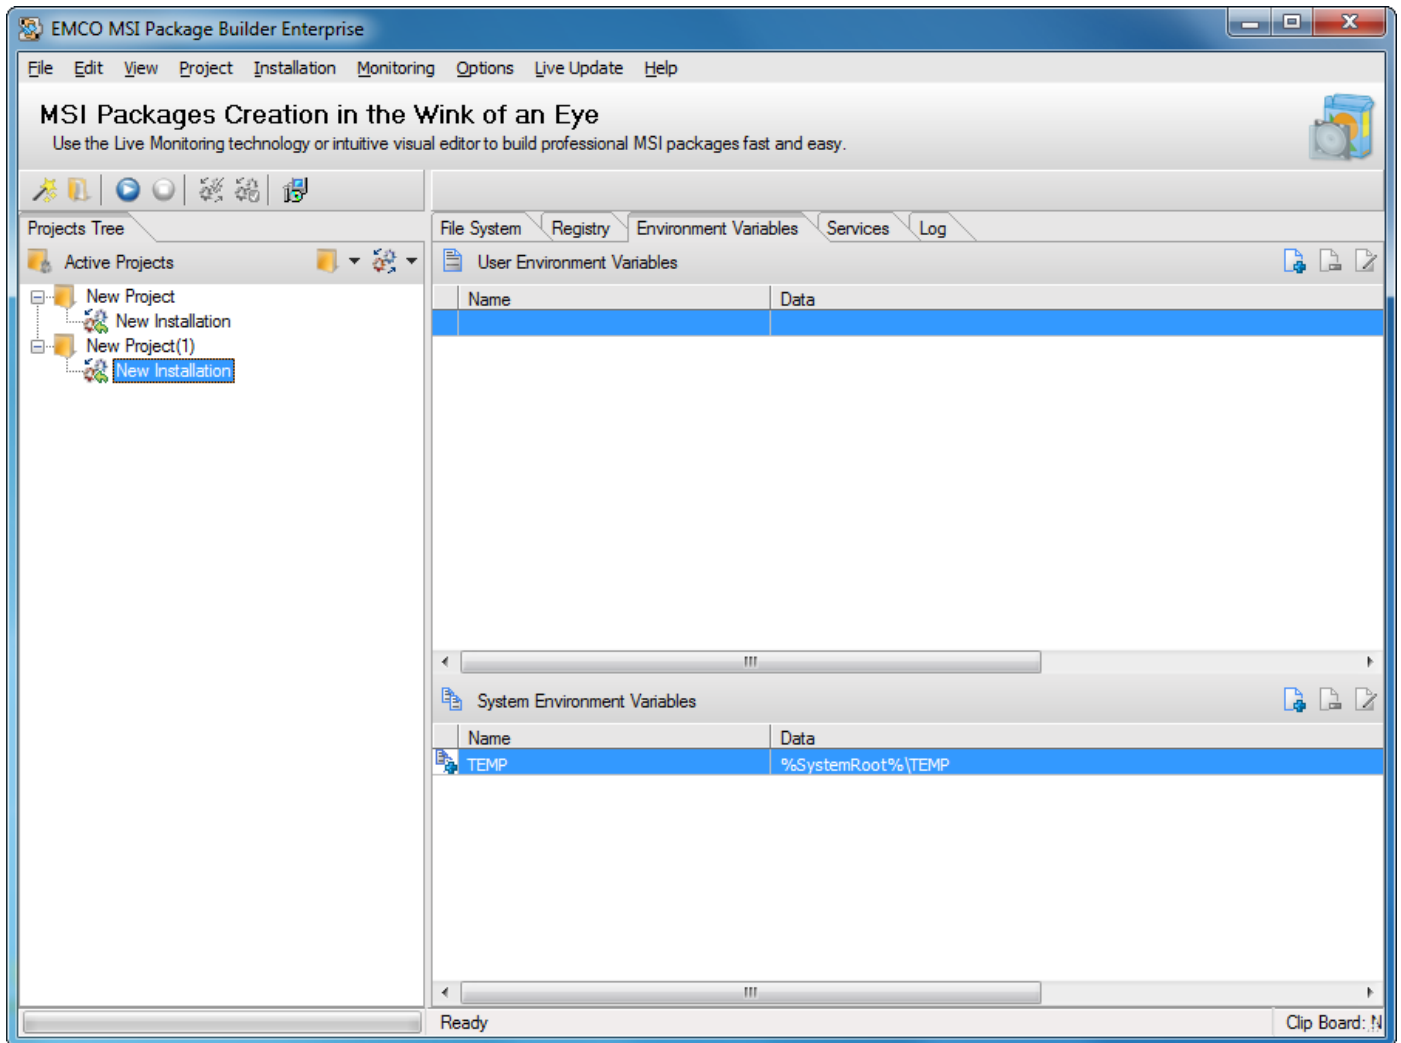 EMCO MSI Package Builder Enterprise
File Edit View Project Installation Monitoring Options Live Update Help
MSI Packages Creation in the Wink of an Eye
Use the Live Monitoring technology or intuitive visual editor to build professional MSI packages fast and easy.
Projects Tree
File System Registry Environment Variables Services Log
Active Projects
User Environment Variables
Name Data
New Project
New Installation
New Project(1)
New Installation
System Environment Variables
Name Data
TEMP %SystemRoot%\TEMP
Ready
Clip Board: